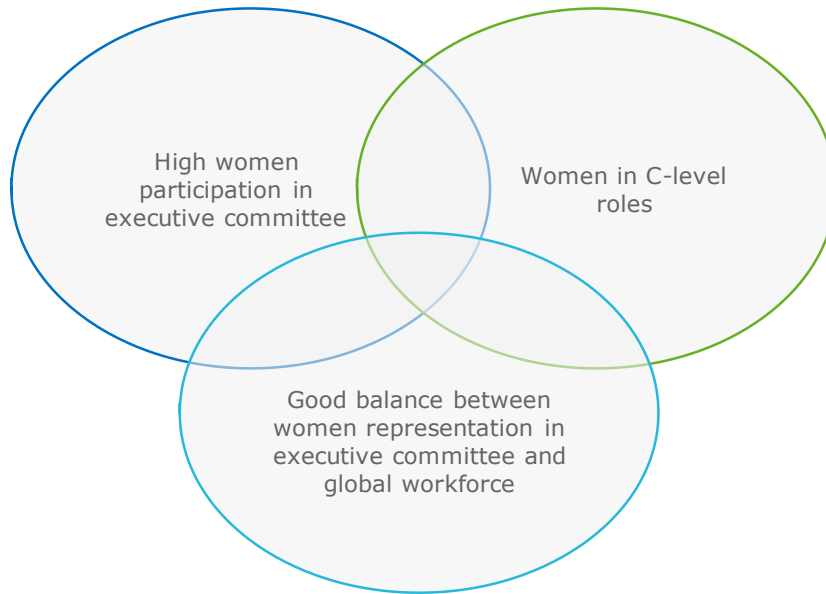 High women
participation in
executive committee
Women in C-level
roles
Good balance between
women representation in
executive committee and
global workforce